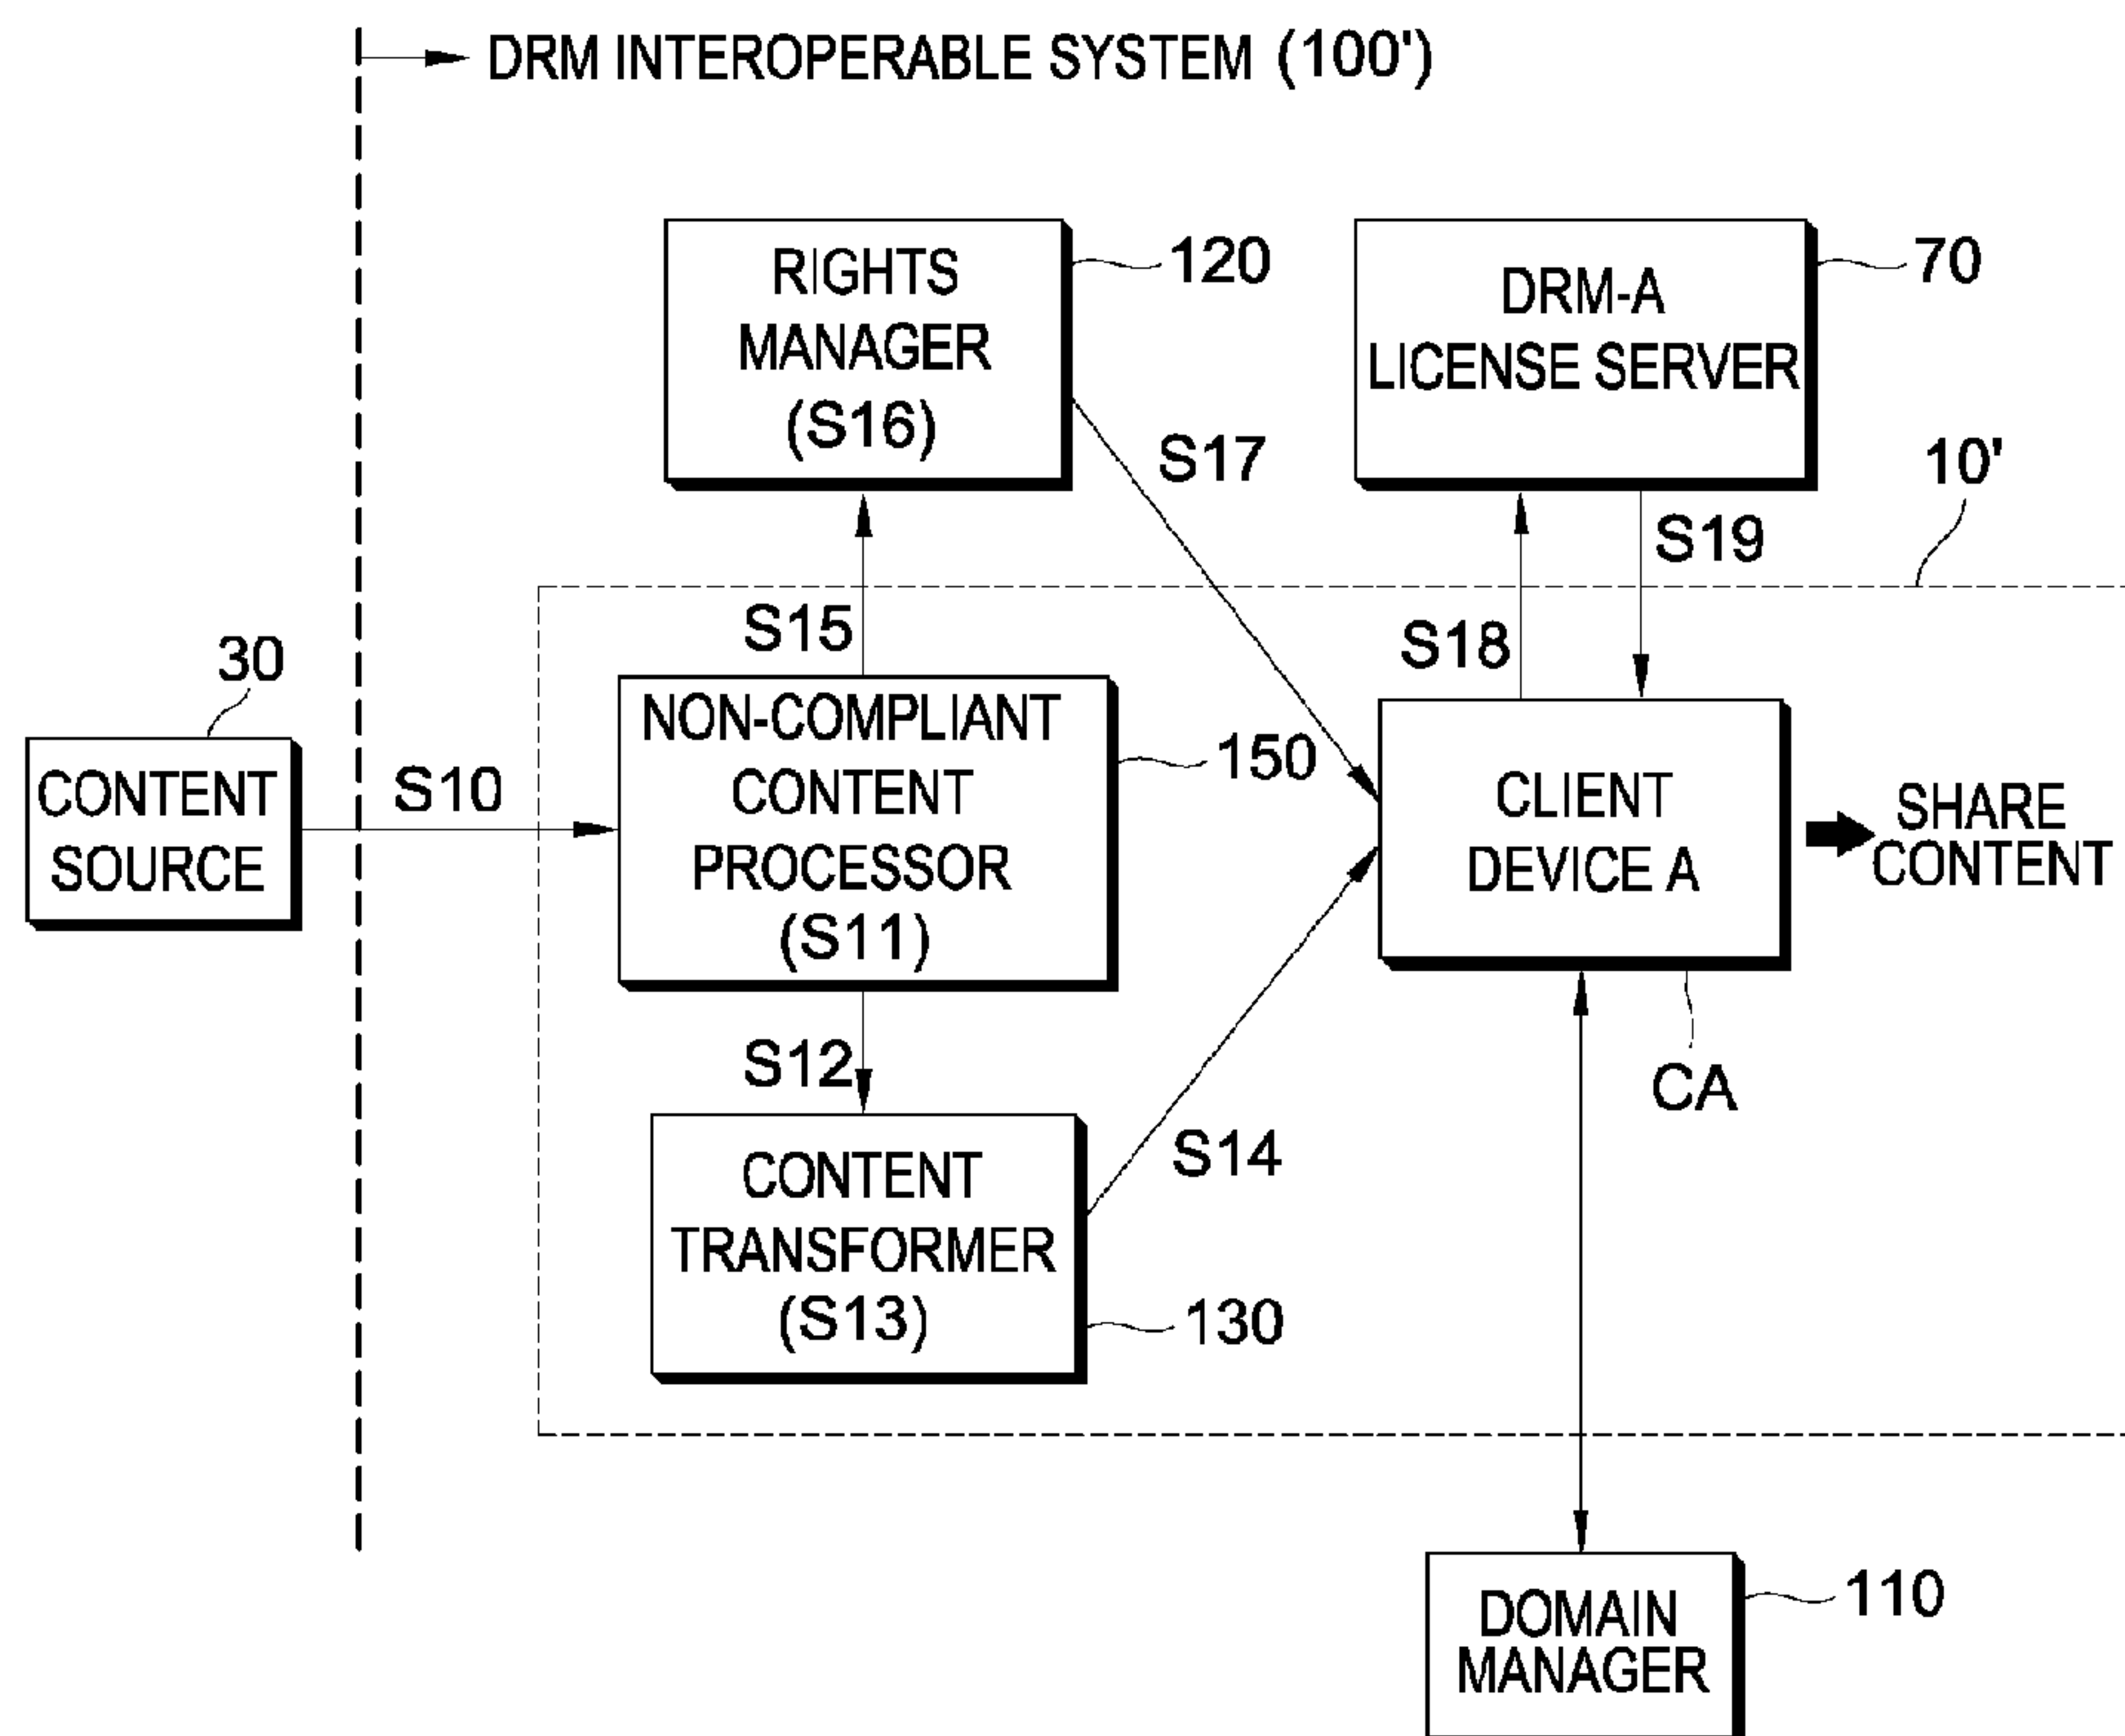 DRM INTEROPERABLE SYSTEM (100')
RIGHTS
MANAGER
(S16)
120
DRM-A
LICENSE SERVER
70
S17
10'
S19
S15
S18
30
CONTENT
SOURCE
S10
NON-COMPLIANT
CONTENT
PROCESSOR
(S11)
150
CLIENT
DEVICE A
SHARE
CONTENT
S12
CA
S14
CONTENT
TRANSFORMER
(S13)
130
DOMAIN
MANAGER
110